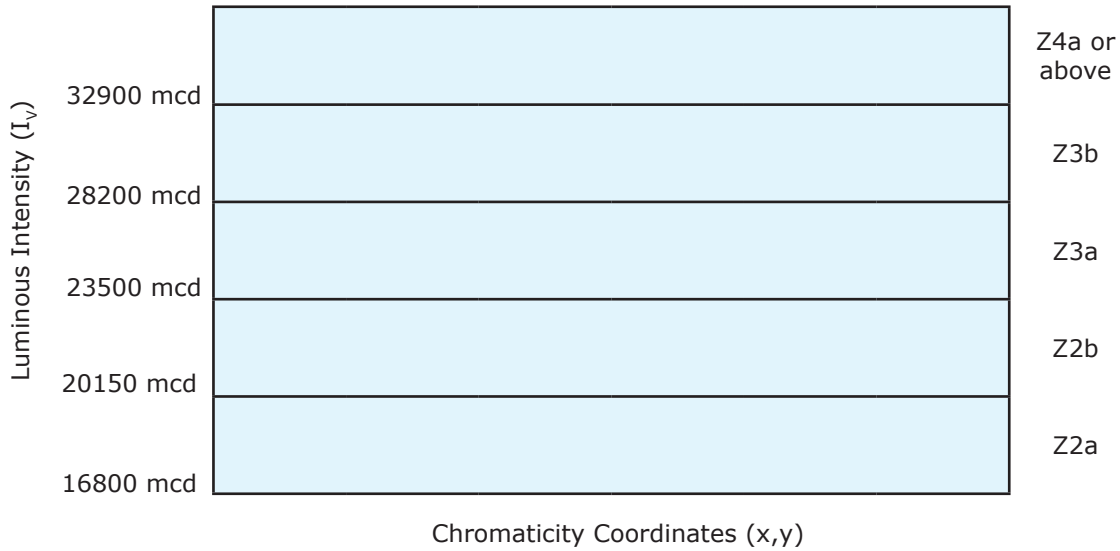 Z4a or
above
32900 mcd
Z3b
28200 mcd
Z3a
23500 mcd
Z2b
20150 mcd
Z2a
16800 mcd
Luminous Intensity (Iv)
Chromaticity Coordinates (x,y)